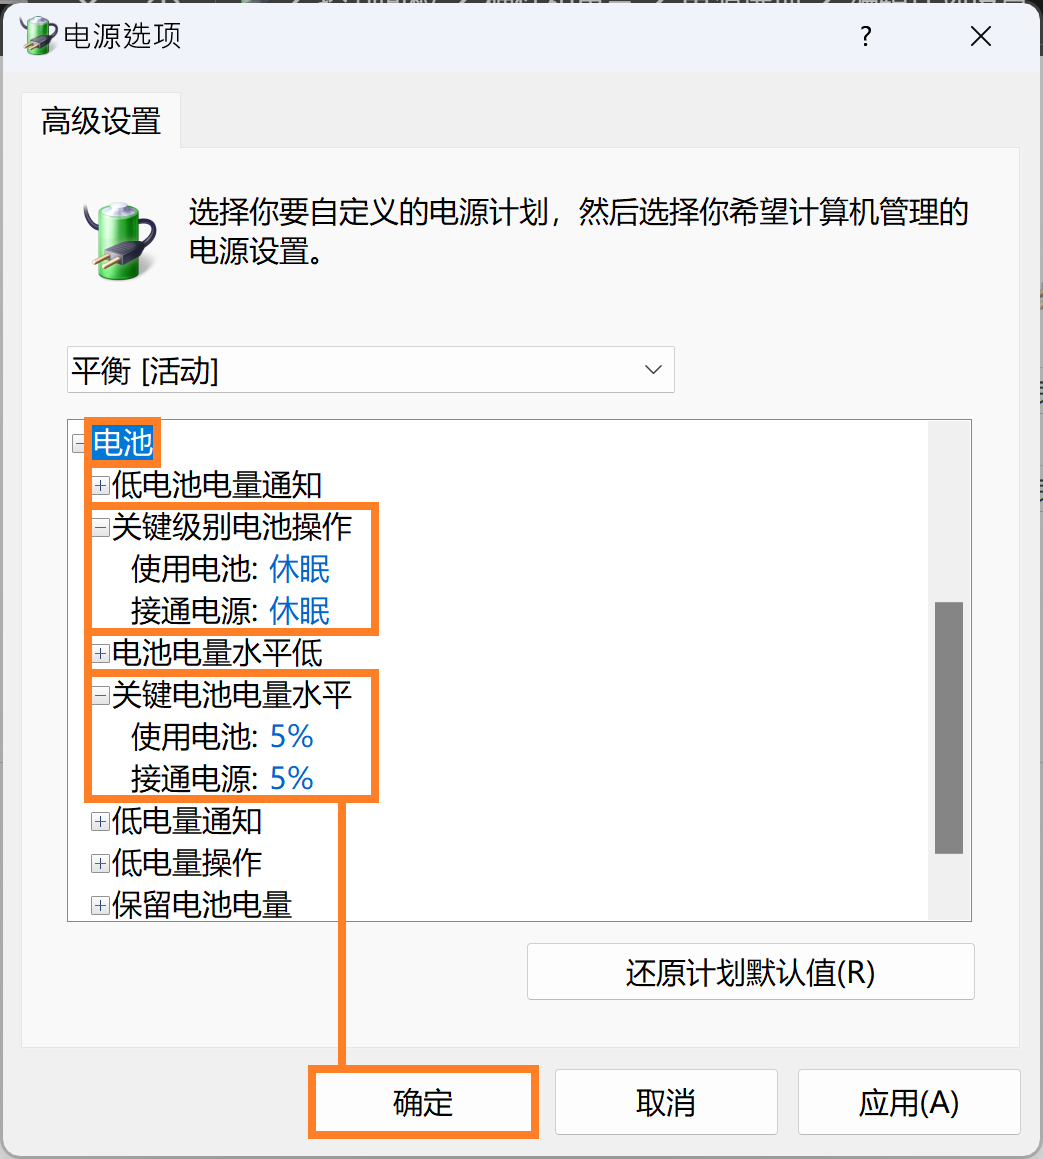 电源选项
?
高级设置
选择你要自定义的电源计划，然后选择你希望计算机管理的
电源设置。
平衡 [活动]
电池
低电池电量通知
关键级别电池操作
使用电池: 休眠
接通电源: 休眠
电池电量水平低
关键电池电量水平
使用电池: 5%
接通电源: 5%
低电量通知
低电量操作
保留电池电量
还原计划默认值(R)
确定
取消
应用(A)